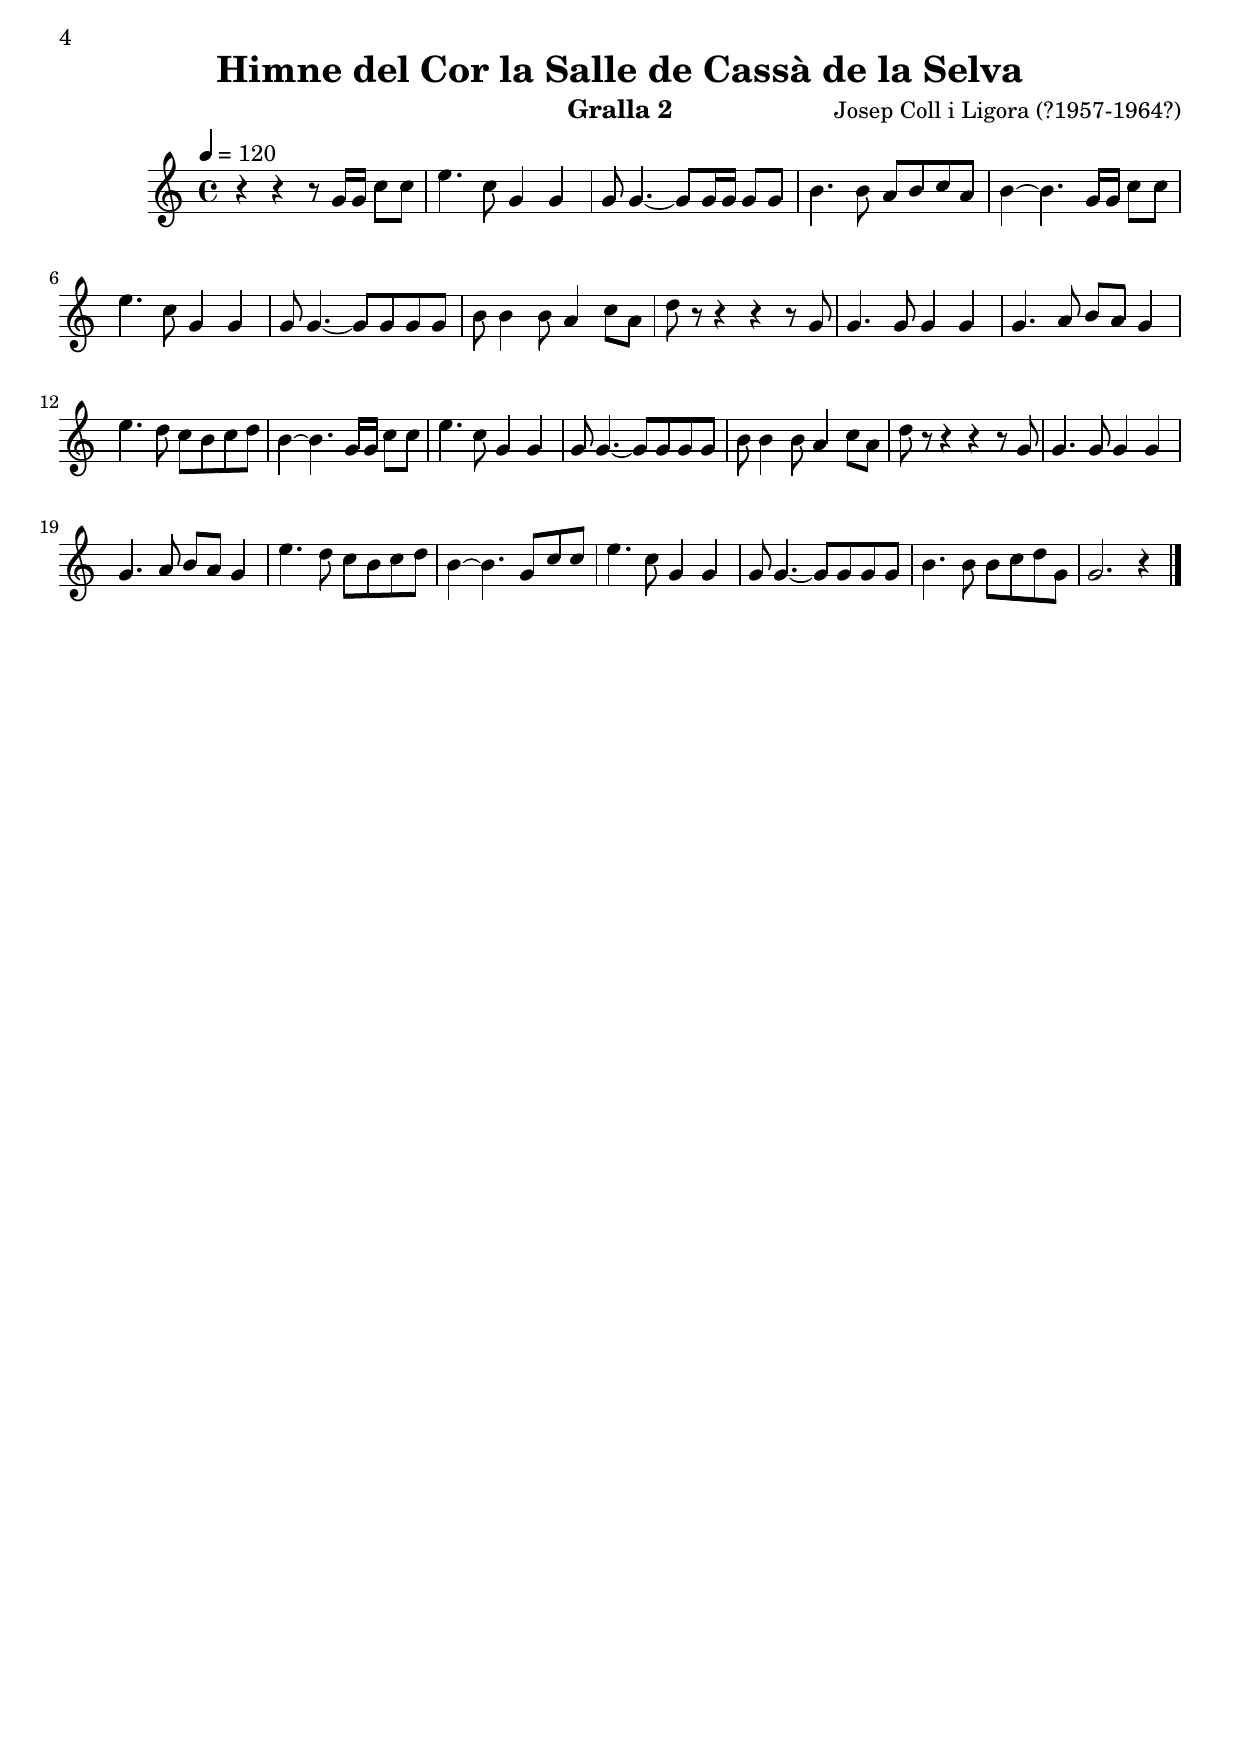 4
Himne del Cor la Salle de Cassà de la Selva
Gralla 2 Josep Coll i Ligora (?1957-1964?)
= 120
6
12
19